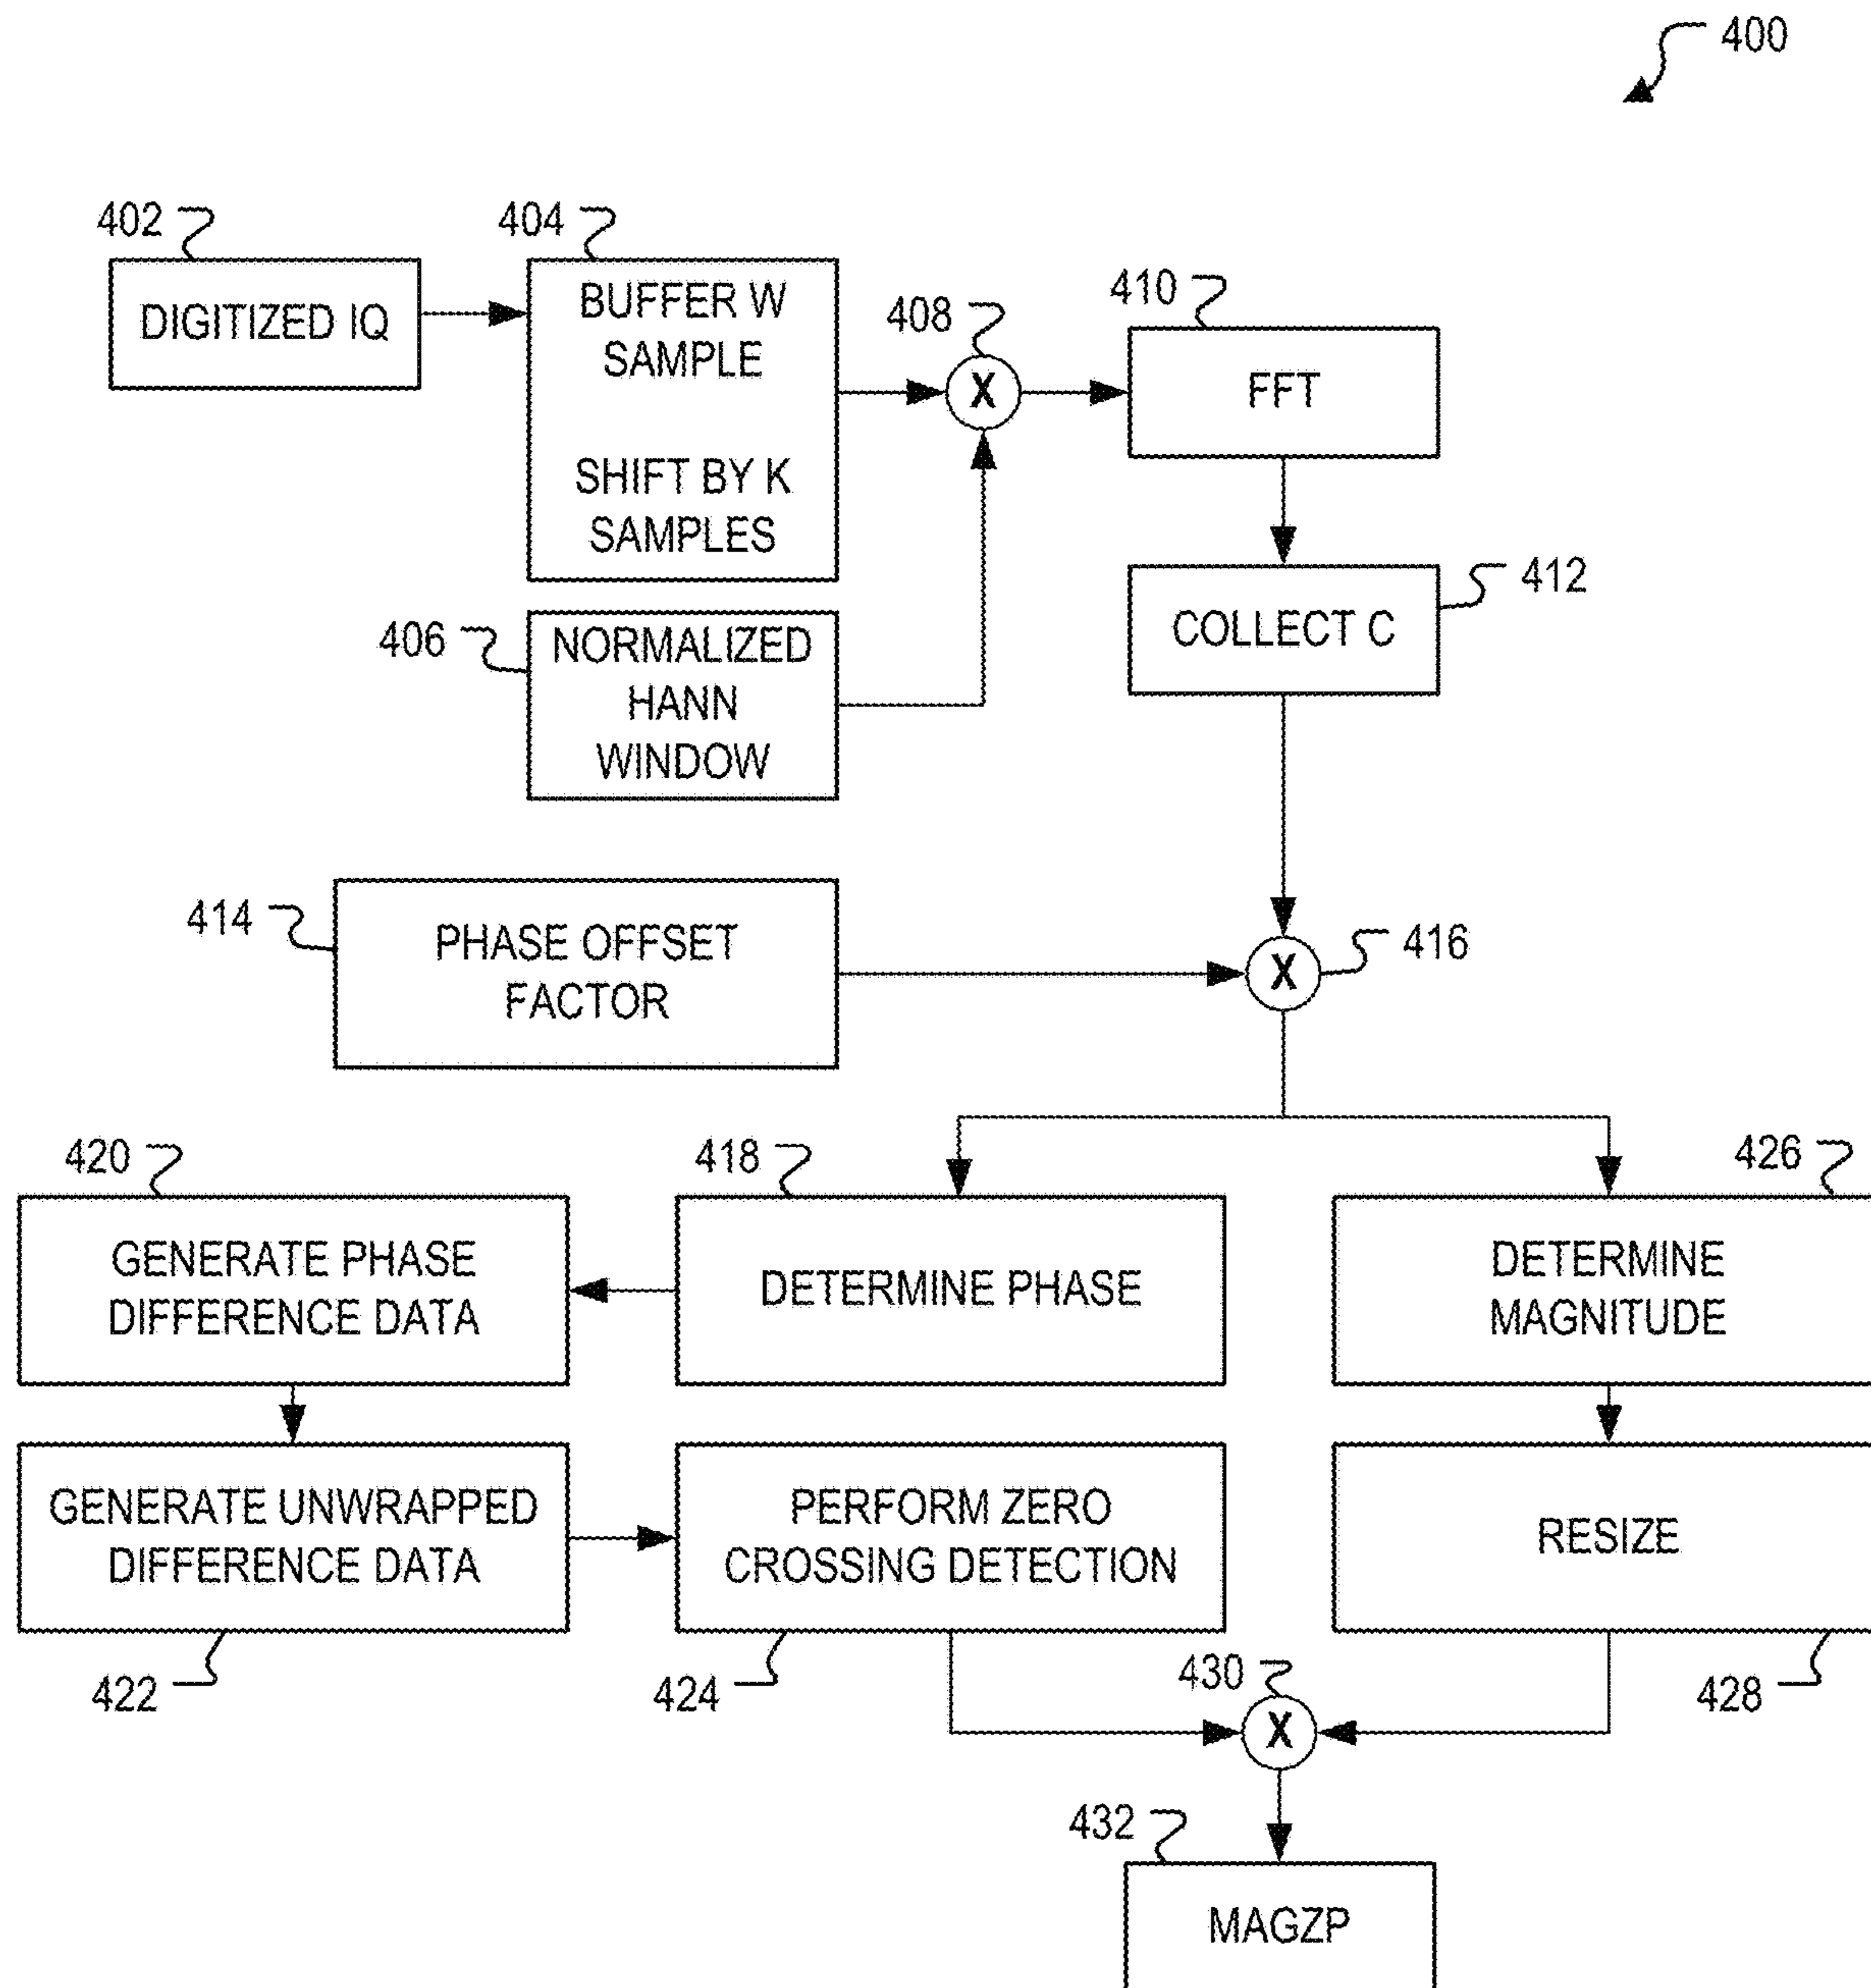 400
402
404
DIGITIZED IQ
BUFFER W
SAMPLE
SHIFT BY K
SAMPLES
406
NORMALIZED
HANN
WINDOW
408
X
410
FFT
412
COLLECT C
414
PHASE OFFSET
FACTOR
416
X
418
DETERMINE PHASE
420
GENERATE PHASE
DIFFERENCE DATA
GENERATE UNWRAPPED
DIFFERENCE DATA
422
PERFORM ZERO
CROSSING DETECTION
424
426
DETERMINE
MAGNITUDE
RESIZE
428
430
X
432
MAGZP